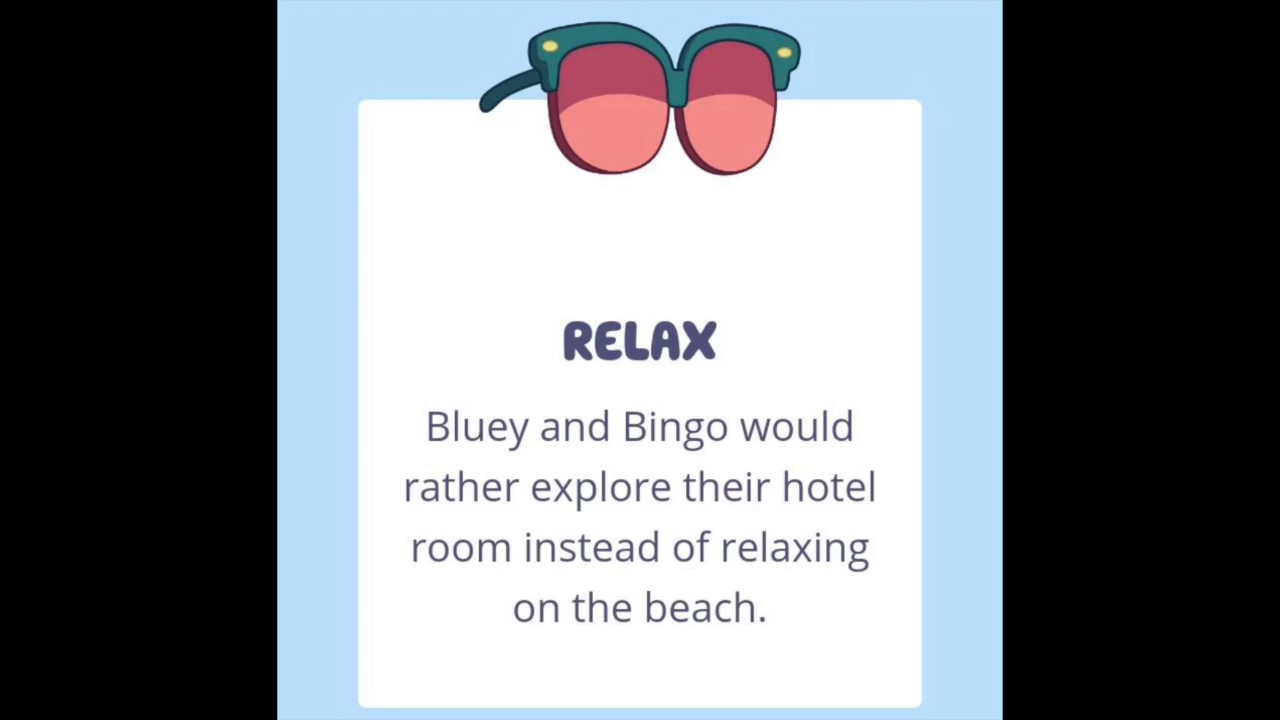 RELAX
Bluey and Bingo would
rather explore their hotel
room instead of relaxing
on the beach.